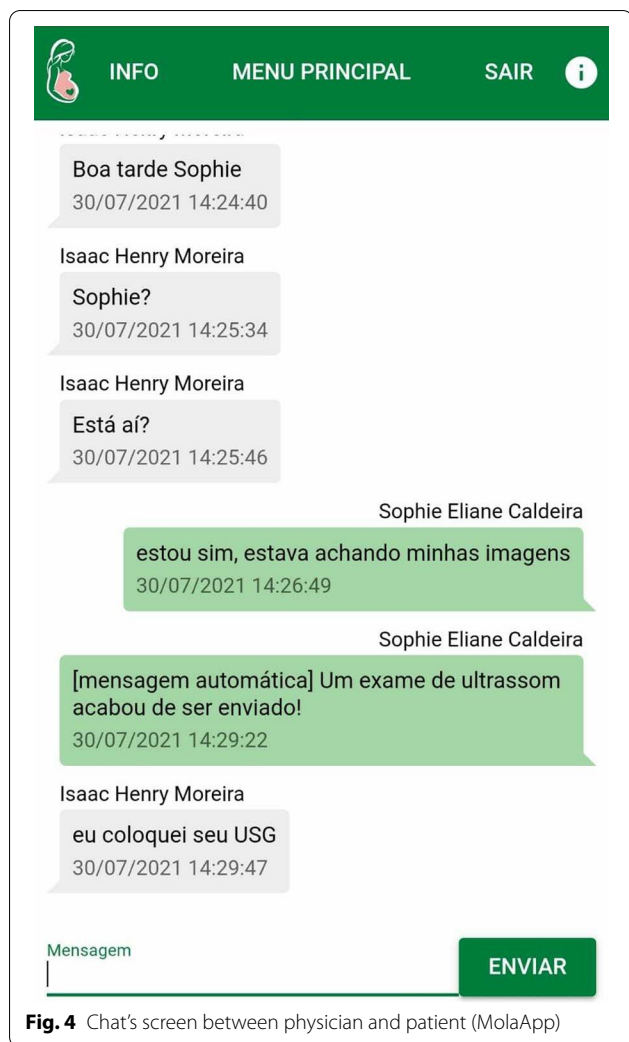 INFO MENU PRINCIPAL SAIR i
Boa tarde Sophie
30/07/2021 14:24:40
Isaac Henry Moreira
Sophie?
30/07/2021 14:25:34
Isaac Henry Moreira
Está aí?
30/07/2021 14:25:46
Sophie Eliane Caldeira
estou sim, estava achando minhas imagens
30/07/2021 14:26:49
Sophie Eliane Caldeira
[mensagem automática] Um exame de ultrassom
acabou de ser enviado!
30/07/2021 14:29:22
Isaac Henry Moreira
eu coloquei seu USG
30/07/2021 14:29:47
Mensagem
ENVIAR
Fig. 4 Chat's screen between physician and patient (MolaApp)